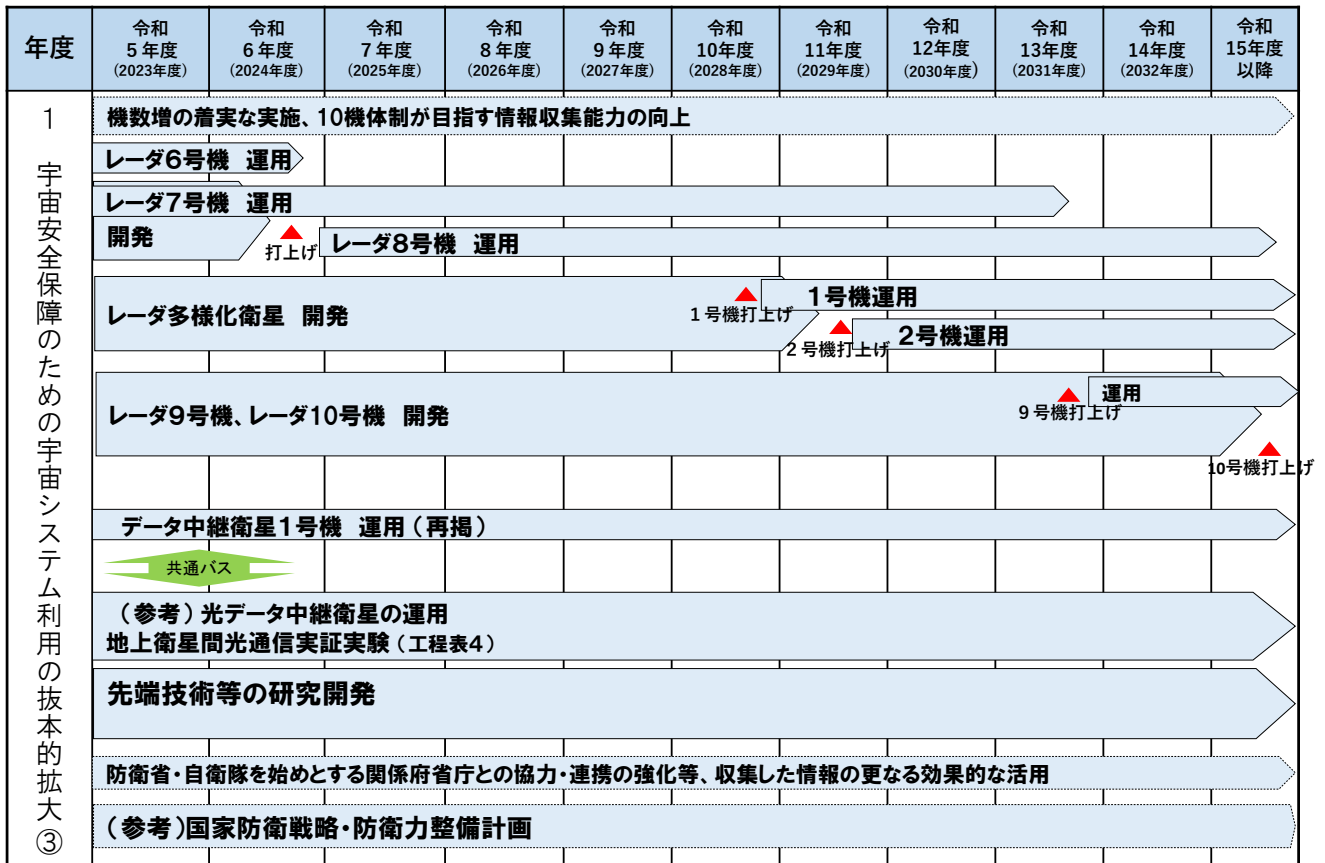 年度
令和
5年度
(2023年度)
令和
6年度
(2024年度)
令和
7年度
(2025年度)
令和
8年度
(2026年度)
令和
9年度
(2027年度)
令和
10年度
(2028年度)
令和
11年度
(2029年度)
令和
12年度
(2030年度)
令和
13年度
(2031年度)
令和
14年度
(2032年度)
令和
15年度
以降
1 宇宙安全保障のための宇宙システム利用の抜本的拡大③
機数増の着実な実施、10機体制が目指す情報収集能力の向上
レーダ6号機 運用
レーダ7号機 運用
開発
打上げ
レーダ8号機 運用
レーダ多様化衛星 開発
1号機打上げ
1号機運用
2号機打上げ
2号機運用
レーダ9号機、レーダ10号機 開発
9号機打上げ
運用
10号機打上げ
データ中継衛星1号機 運用(再掲)
共通バス
(参考)光データ中継衛星の運用
地上衛星間光通信実証実験(工程表4)
先端技術等の研究開発
防衛省・自衛隊を始めとする関係府省庁との協力・連携の強化等、収集した情報の更なる効果的な活用
(参考)国家防衛戦略・防衛力整備計画